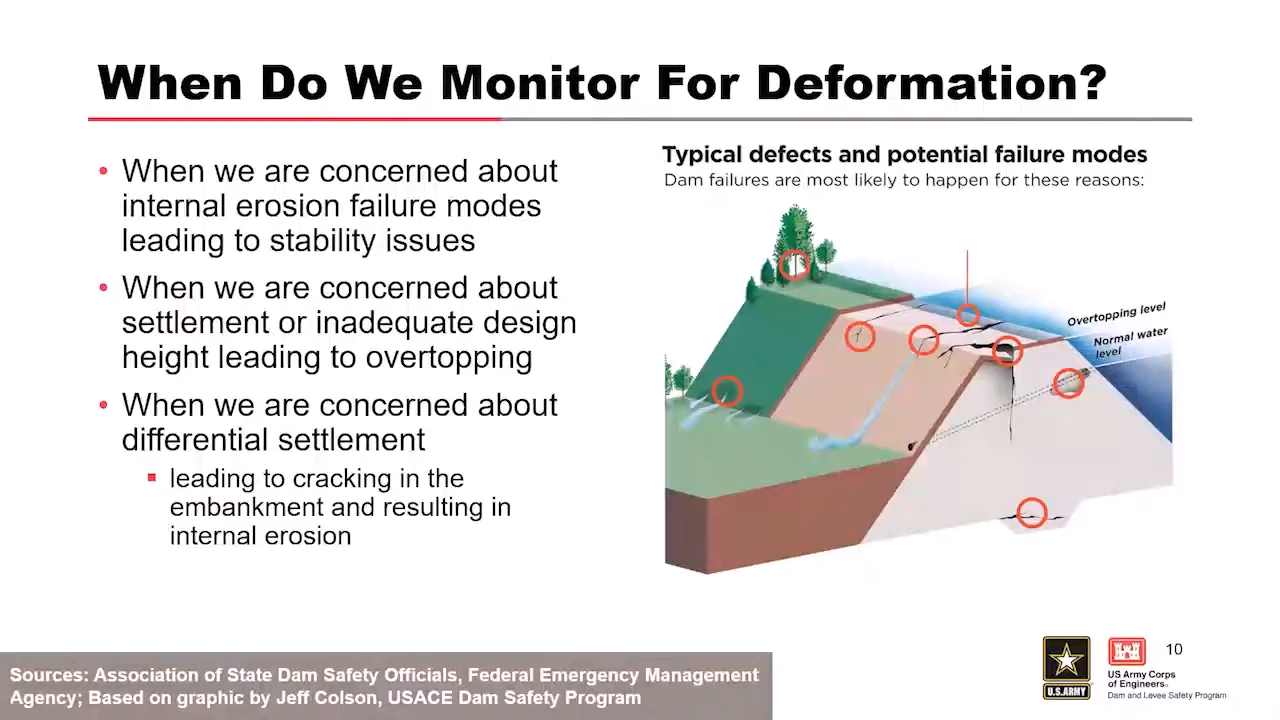 When Do We Monitor For Deformation?
• When we are concerned about
internal erosion failure modes
leading to stability issues
• When we are concerned about
settlement or inadequate design
height leading to overtopping
• When we are concerned about
differential settlement
▪ leading to cracking in the
embankment and resulting in
internal erosion
Typical defects and potential failure modes
Dam failures are most likely to happen for these reasons:
Overtopping level
Normal water
level
Sources: Association of State Dam Safety Officials, Federal Emergency Management
Agency; Based on graphic by Jeff Colson, USACE Dam Safety Program
U.S.ARMY
US Army Corps
of Engineers®
Dam and Levee Safety Program
10